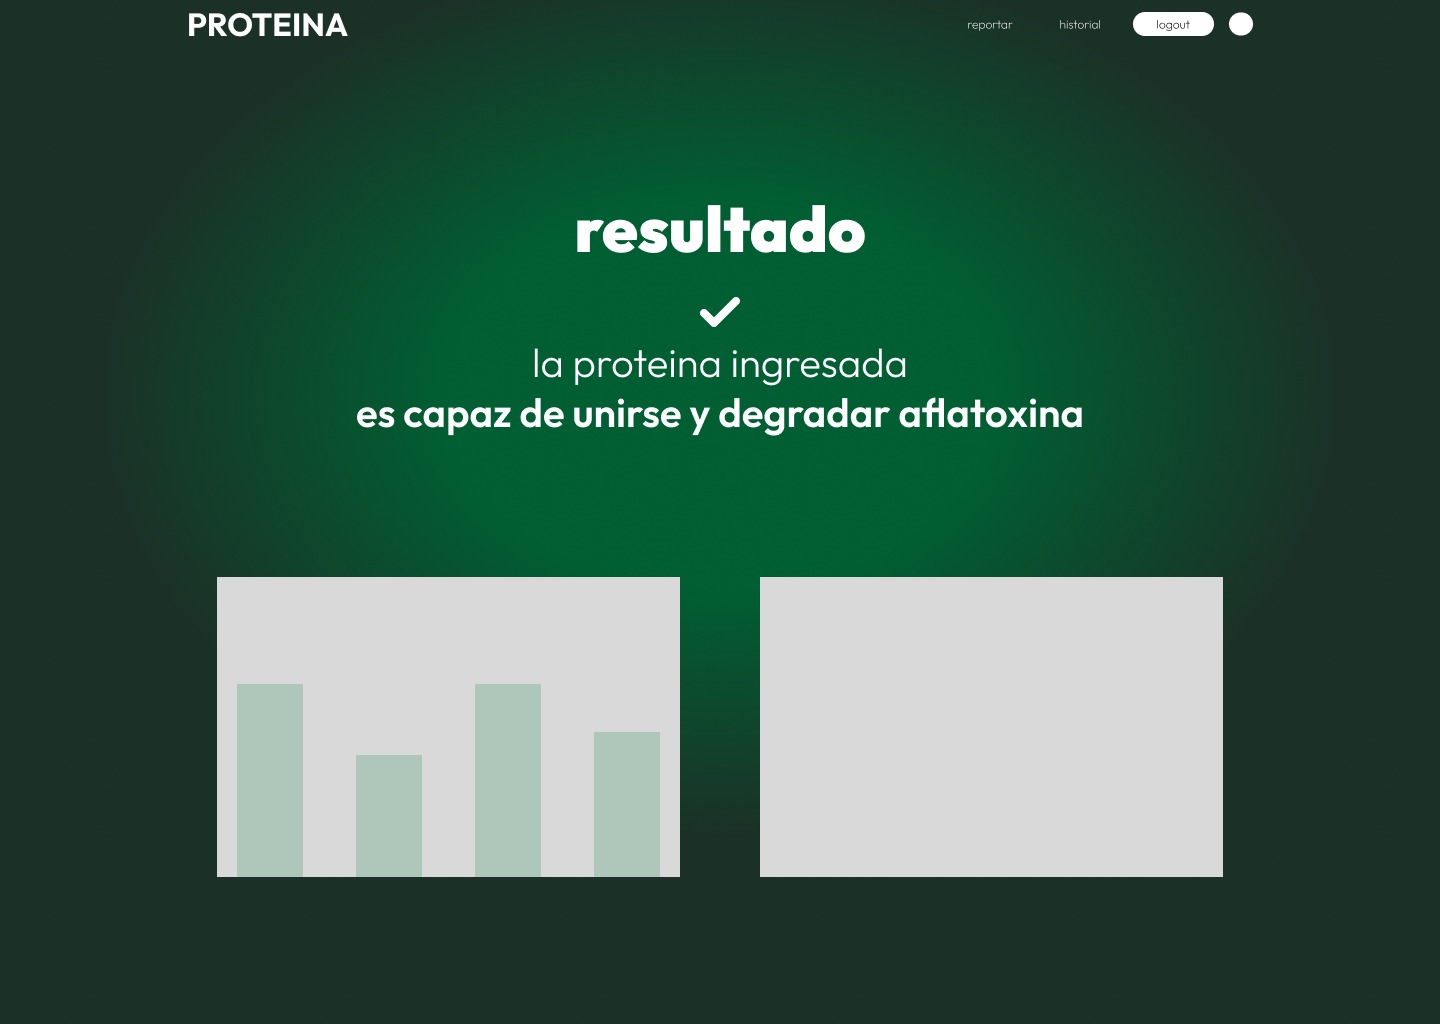 PROTEINA
reportar
historial
logout
resultado
la proteina ingresada
es capaz de unirse y degradar aflatoxina